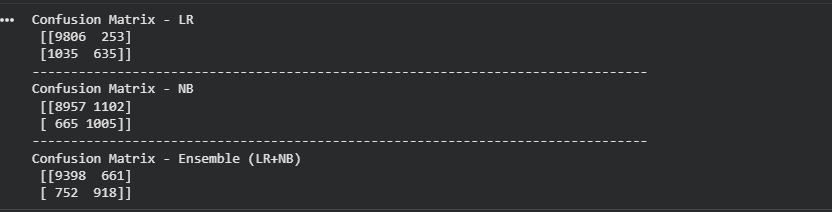 Confusion Matrix - LR
[[9806  253]
[1035  635]]
--------------------------------------------------------------------------------
Confusion Matrix - NB
[[8957 1102]
[ 665 1005]]
--------------------------------------------------------------------------------
Confusion Matrix - Ensemble (LR+NB)
[[9398  661]
[ 752  918]]